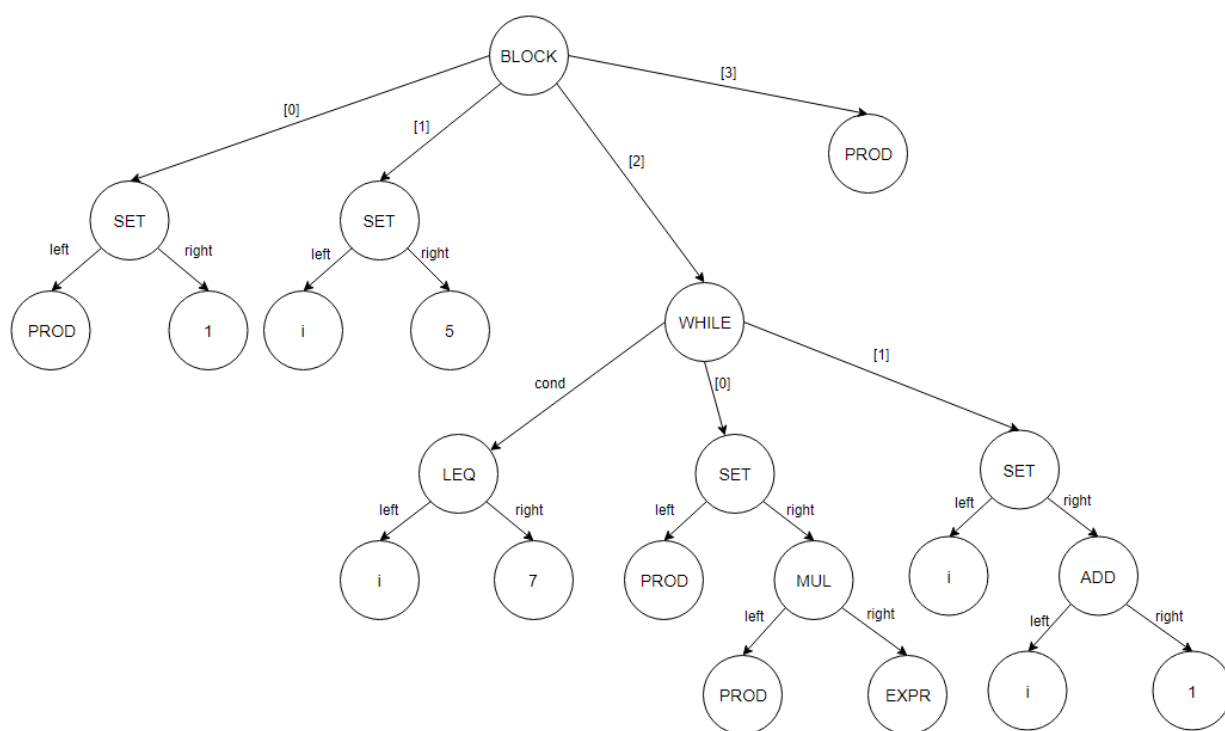 BLOCK
[3]
[0]
[1]
PROD
[2]
SET
SET
left
right
left
right
PROD
1
i
5
WHILE
[1]
cond
[0]
LEQ
SET
SET
left
right
left
right
left
right
i
7
PROD
MUL
i
ADD
left
right
left
right
PROD
EXPR
i
1